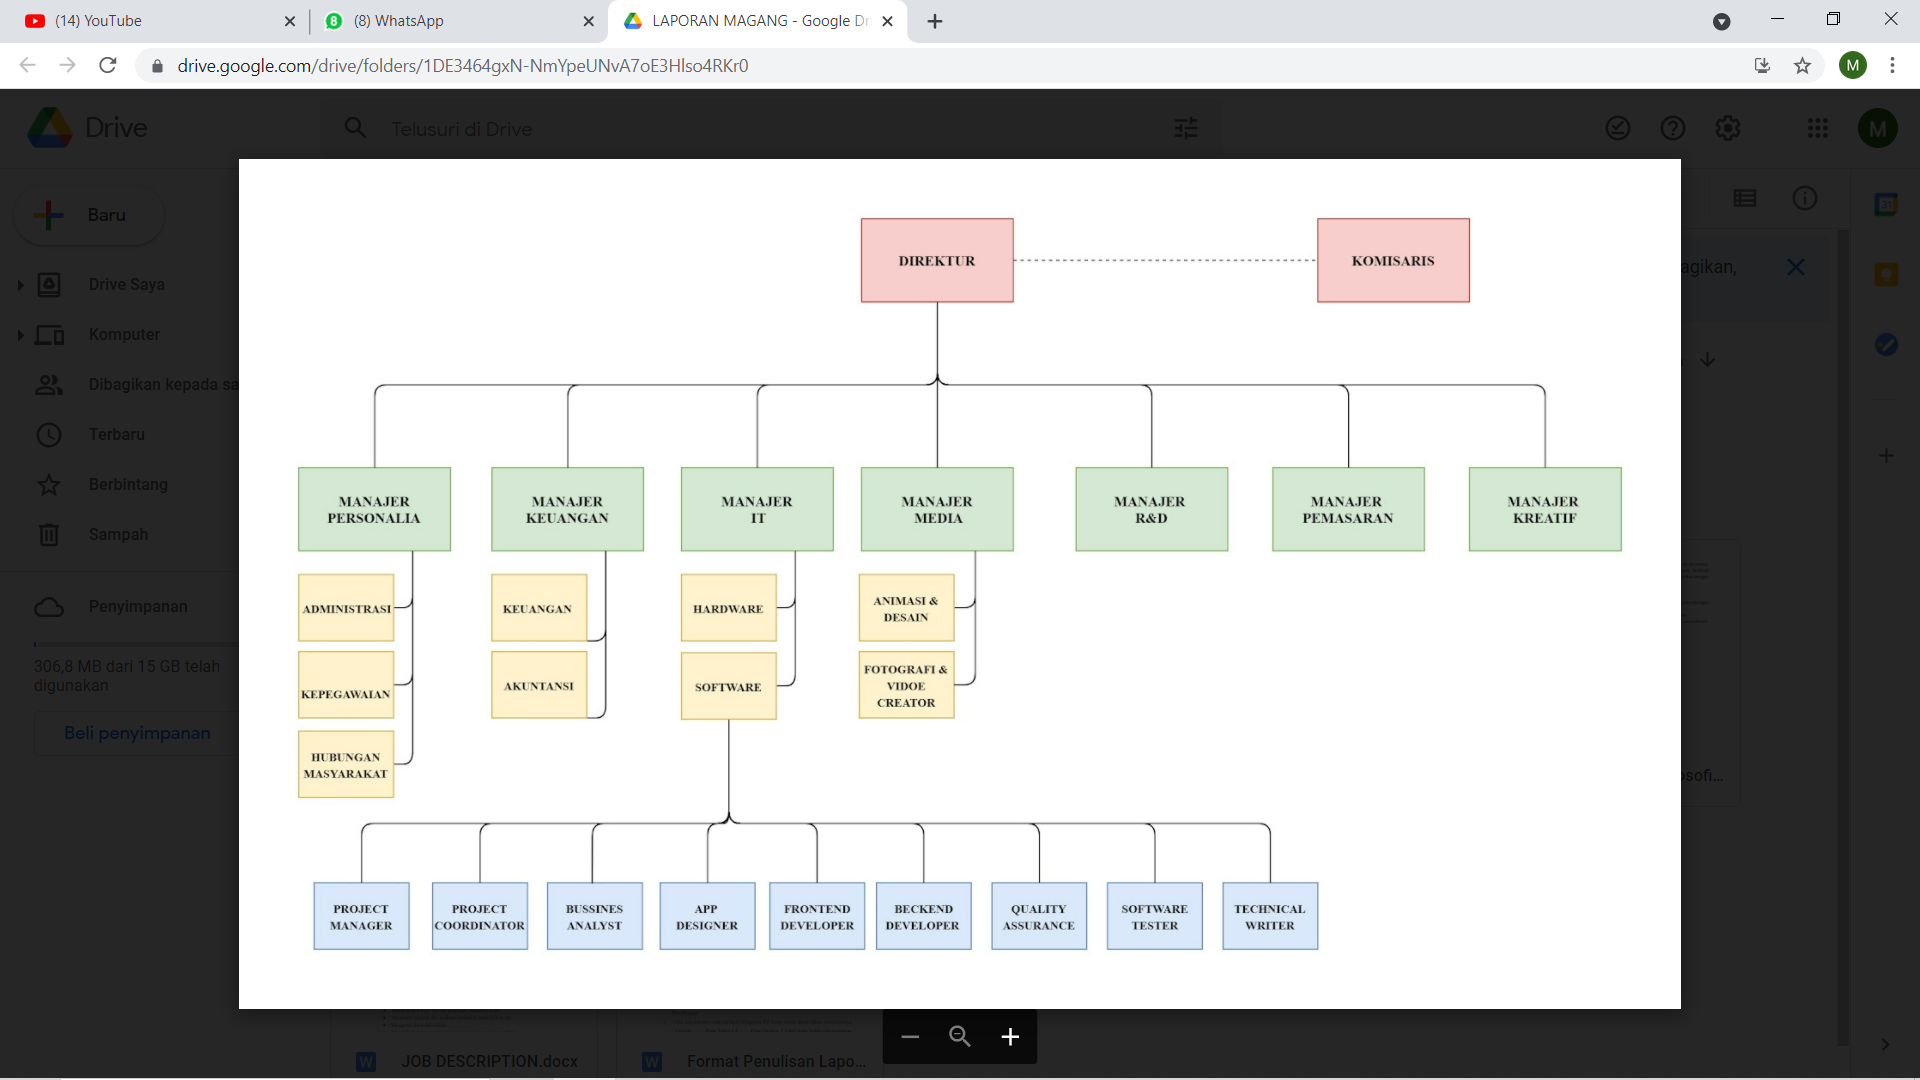 (14) YouTube
8
(8) WhatsApp
LAPORAN MAGANG - Google Dr
drive.google.com/drive/folders/1DE3464gxN-NmYpeUNvA7oE3Hlso4RKr0
M
Drive
Telusuri di Drive
M
Baru
Drive Saya
Komputer
Dibagikan kepada sa
Terbaru
Berbintang
Sampah
Penyimpanan
306,8 MB dari 15 GB telah
digunakan
Beli penyimpanan
agikan,
31
DIREKTUR
KOMISARIS
MANAJER
PERSONALIA
MANAJER
KEUANGAN
MANAJER
IT
MANAJER
MEDIA
MANAJER
R&D
MANAJER
PEMASARAN
MANAJER
KREATIF
ADMINISTRASI
KEPEGAWAIAN
HUBUNGAN
MASYARAKAT
KEUANGAN
AKUNTANSI
HARDWARE
SOFTWARE
ANIMASI &
DESAIN
FOTOGRAFI &
VIDOE
CREATOR
PROJECT
MANAGER
PROJECT
COORDINATOR
BUSSINES
ANALYST
APP
DESIGNER
FRONTEND
DEVELOPER
BECKEND
DEVELOPER
QUALITY
ASSURANCE
SOFTWARE
TESTER
TECHNICAL
WRITER
osofi...
W
JOB DESCRIPTION.docx
W
Format Penulisan Lapo...